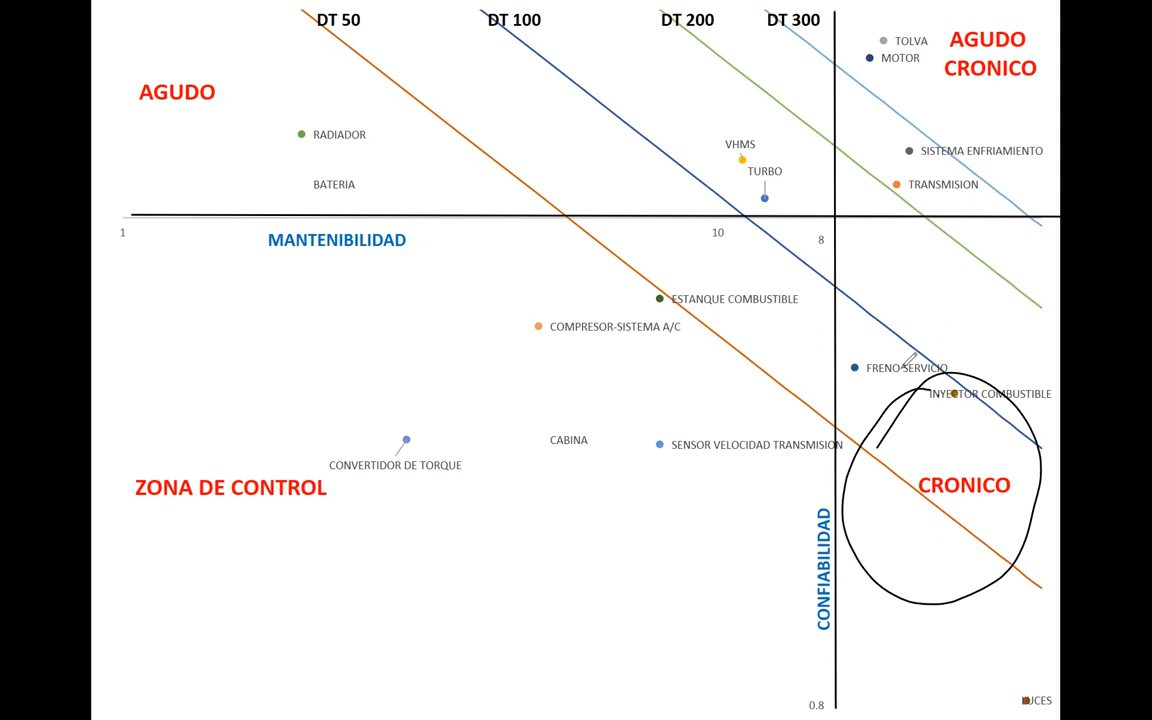 DT 50
DT 100
DT 200
DT 300
TOLVA
MOTOR
AGUDO
CRONICO
AGUDO
RADIADOR
VHMS
SISTEMA ENFRIAMIENTO
TURBO
BATERIA
TRANSMISION
1
MANTENIBILIDAD
10
8
ESTANQUE COMBUSTIBLE
COMPRESOR-SISTEMA A/C
FRENO SERVICIO
INYECTOR COMBUSTIBLE
CABINA
SENSOR VELOCIDAD TRANSMISION
CONVERTIDOR DE TORQUE
ZONA DE CONTROL
CRONICO
CONFIABILIDAD
LUCES
0.8